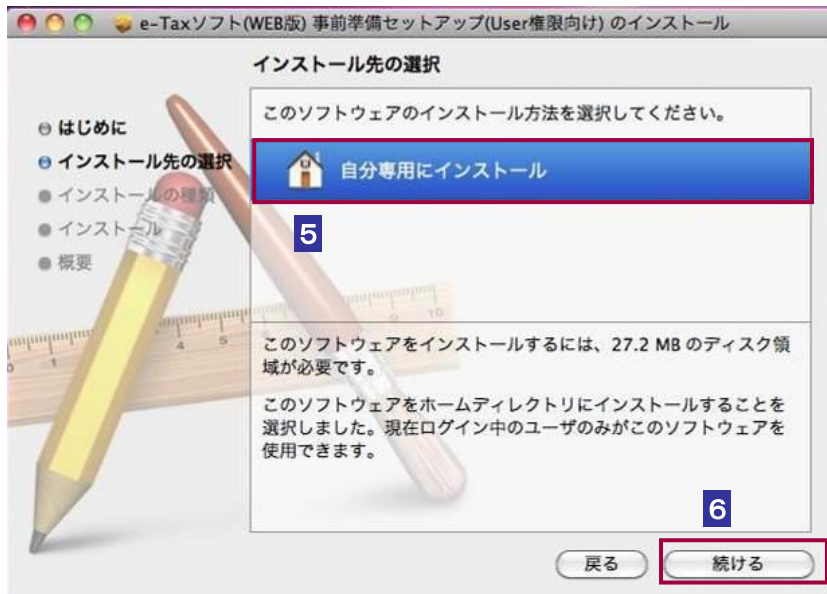 e-Taxソフト(WEB版) 事前準備セットアップ(User権限向け) のインストール
インストール先の選択
はじめに
インストール先の選択
インストールの種類
インストール
概要
このソフトウェアのインストール方法を選択してください。
自分専用にインストール
5
このソフトウェアをインストールするには、27.2 MB のディスク領
域が必要です。
このソフトウェアをホームディレクトリにインストールすることを
選択しました。現在ログイン中のユーザのみがこのソフトウェアを
使用できます。
6
戻る
続ける
1
4
5
9
10